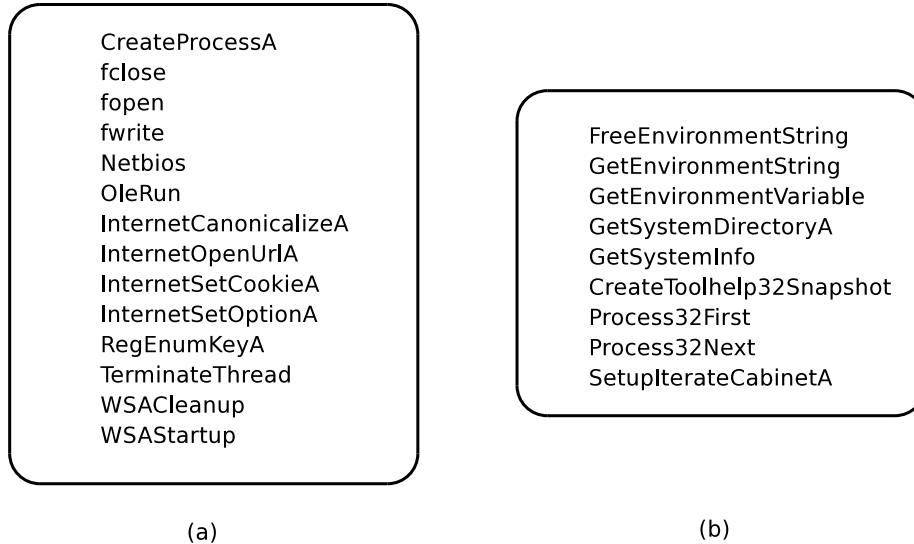 CreateProcessA
fclose
fopen
fwrite
Netbios
OleRun
InternetCanonicalizeA
InternetOpenUrlA
InternetSetCookieA
InternetSetOptionA
RegEnumKeyA
TerminateThread
WSACleanup
WSAStartup
(a)
FreeEnvironmentString
GetEnvironmentString
GetEnvironmentVariable
GetSystemDirectoryA
GetSystemInfo
CreateToolhelp32Snapshot
Process32First
Process32Next
SetupIterateCabinetA
(b)